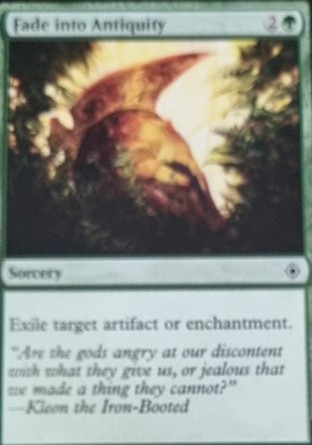 Fade into Antiquity 2
Sorcery
Exile target artifact or enchantment.
"Are the gods angry at our discontent
with what they give us, or jealous that
we made a thing they cannot?"
—Kleon the Iron-Booted